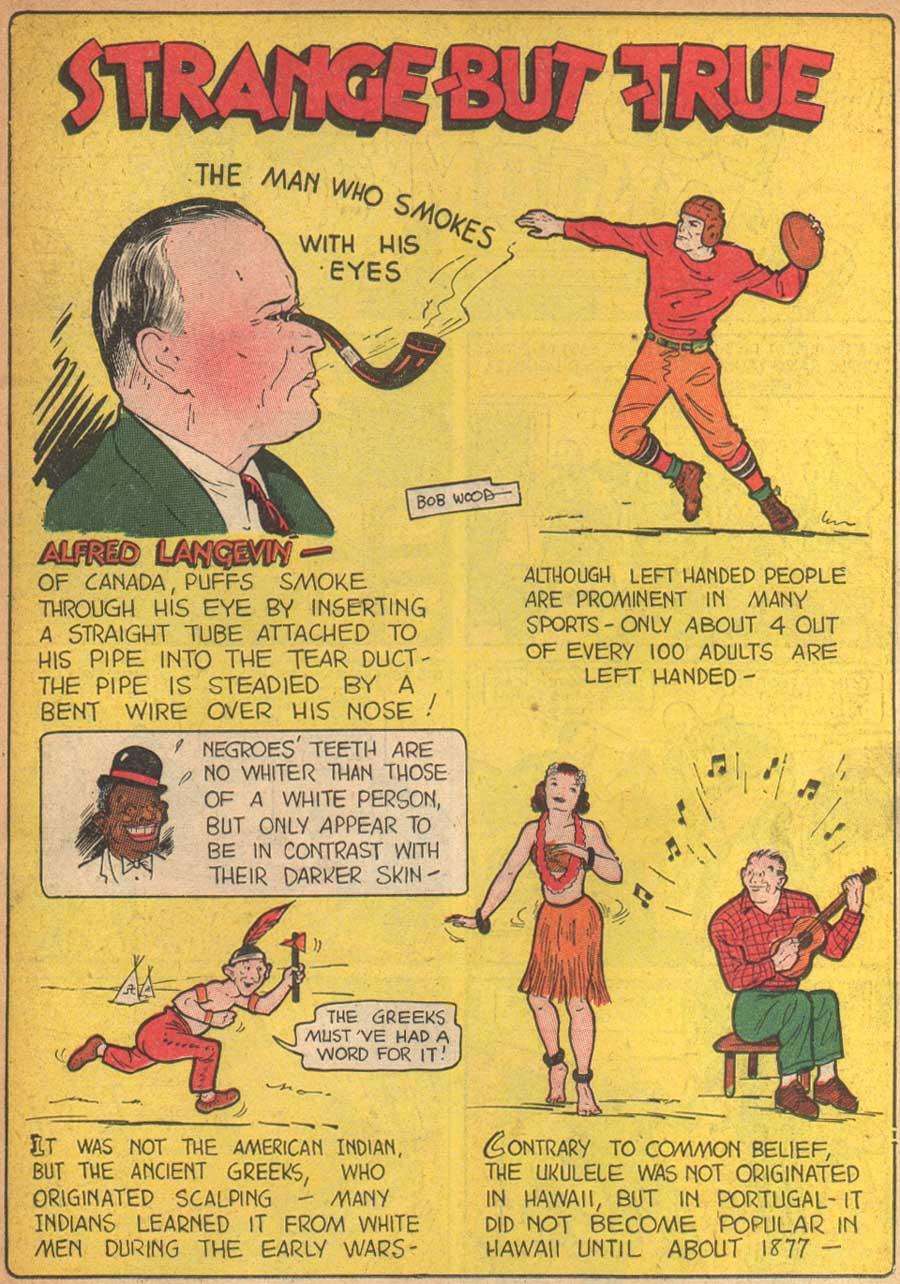 STRANGE-BUT-TRUE
THE MAN WHO SMOKES
WITH HIS
EYES
BOB WOOD
ALFRED LANGEVIN —
OF CANADA, PUFFS SMOKE
THROUGH HIS EYE BY INSERTING
A STRAIGHT TUBE ATTACHED TO
HIS PIPE INTO THE TEAR DUCT-
THE PIPE IS STEADIED BY A
BENT WIRE OVER HIS NOSE!
ALTHOUGH LEFT HANDED PEOPLE
ARE PROMINENT IN MANY
SPORTS - ONLY ABOUT 4 OUT
OF EVERY 100 ADULTS ARE
LEFT HANDED -
NEGROES' TEETH ARE
NO WHITER THAN THOSE
OF A WHITE PERSON,
BUT ONLY APPEAR TO
BE IN CONTRAST WITH
THEIR DARKER SKIN -
THE GREEKS
MUST'VE HAD A
WORD FOR IT!
IT WAS NOT THE AMERICAN INDIAN,
BUT THE ANCIENT GREEKS, WHO
ORIGINATED SCALPING - MANY
INDIANS LEARNED IT FROM WHITE
MEN DURING THE EARLY WARS-
CONTRARY TO COMMON BELIEF,
THE UKULELE WAS NOT ORIGINATED
IN HAWAII, BUT IN PORTUGAL - IT
DID NOT BECOME POPULAR IN
HAWAII UNTIL ABOUT 1877 —